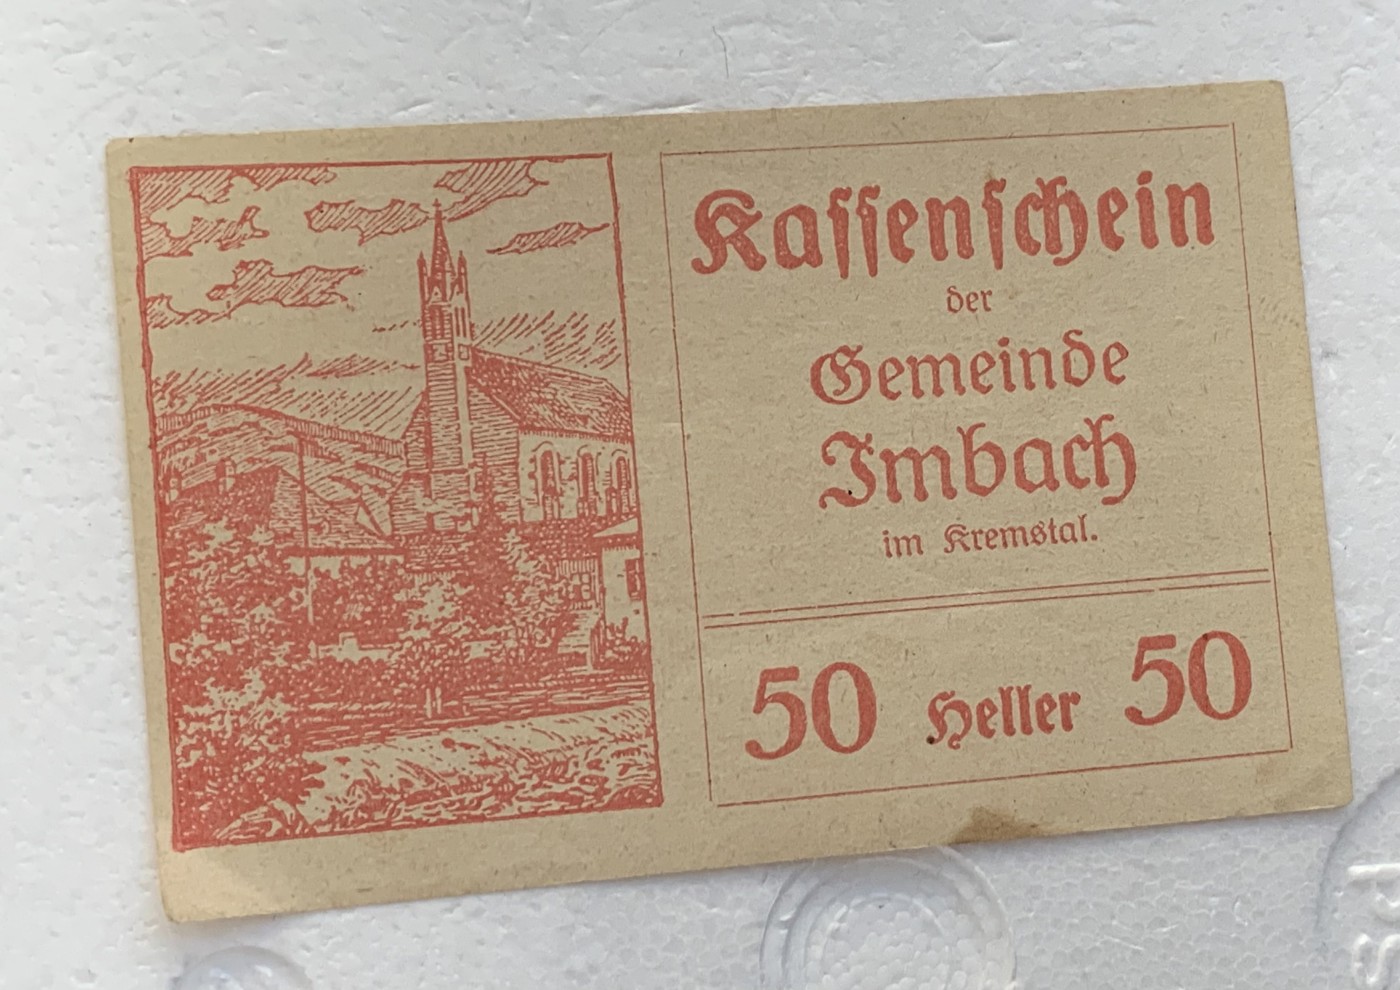 Kassenschein
der
Gemeinde
Imbach
im Kremstal.
50 Heller 50